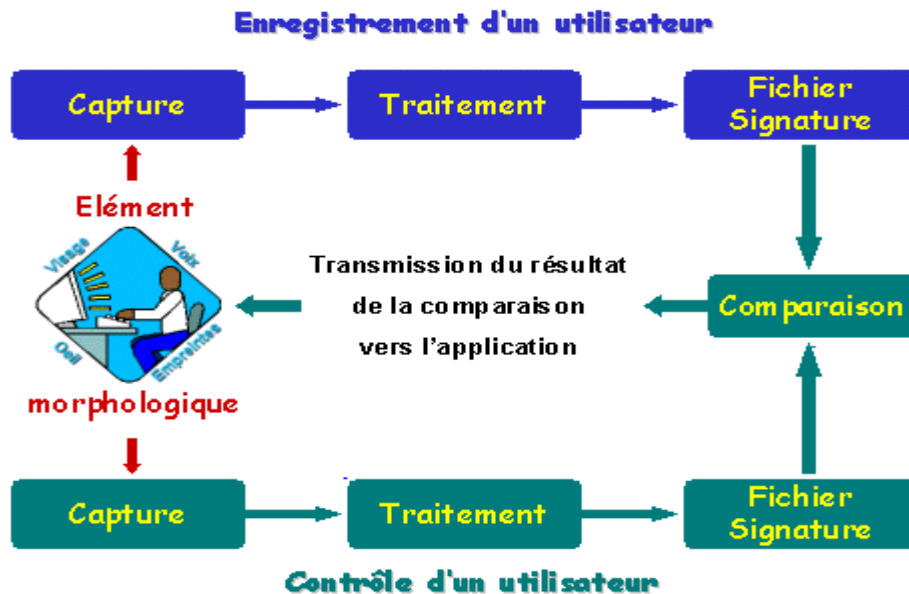 Enregistrement d'un utilisateur
Capture
Traitement
Fichier
Signature
Elément
Visage
Voix
Oeil
Empreintes
morphologique
Transmission du résultat
de la comparaison
vers l'application
Comparaison
Capture
Traitement
Fichier
Signature
Contrôle d'un utilisateur